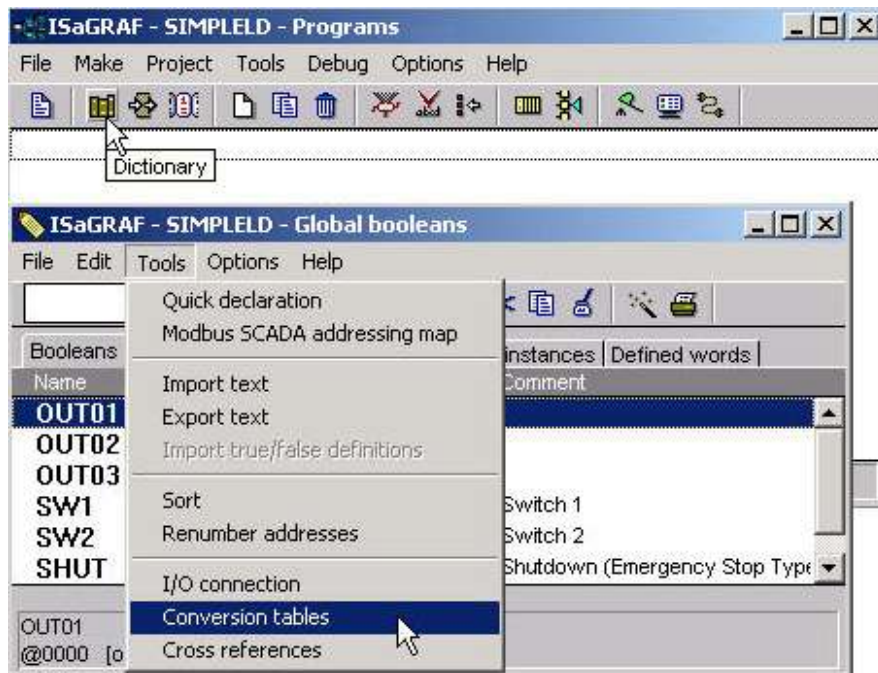 ISaGRAF - SIMPLELD - Programs
File Make Project Tools Debug Options Help
Dictionary
ISaGRAF - SIMPLELD - Global booleans
File Edit Tools Options Help
Quick declaration
Modbus SCADA addressing map
Booleans
instances Defined words
Name
Comment
Import text
OUT01
Export text
OUT02
Import true/false definitions
OUT03
Sort
SW1
Switch 1
Renumber addresses
SW2
Switch 2
SHUT
Shutdown (Emergency Stop Type
I/O connection
Conversion tables
OUT01
Cross references
@0000 [o